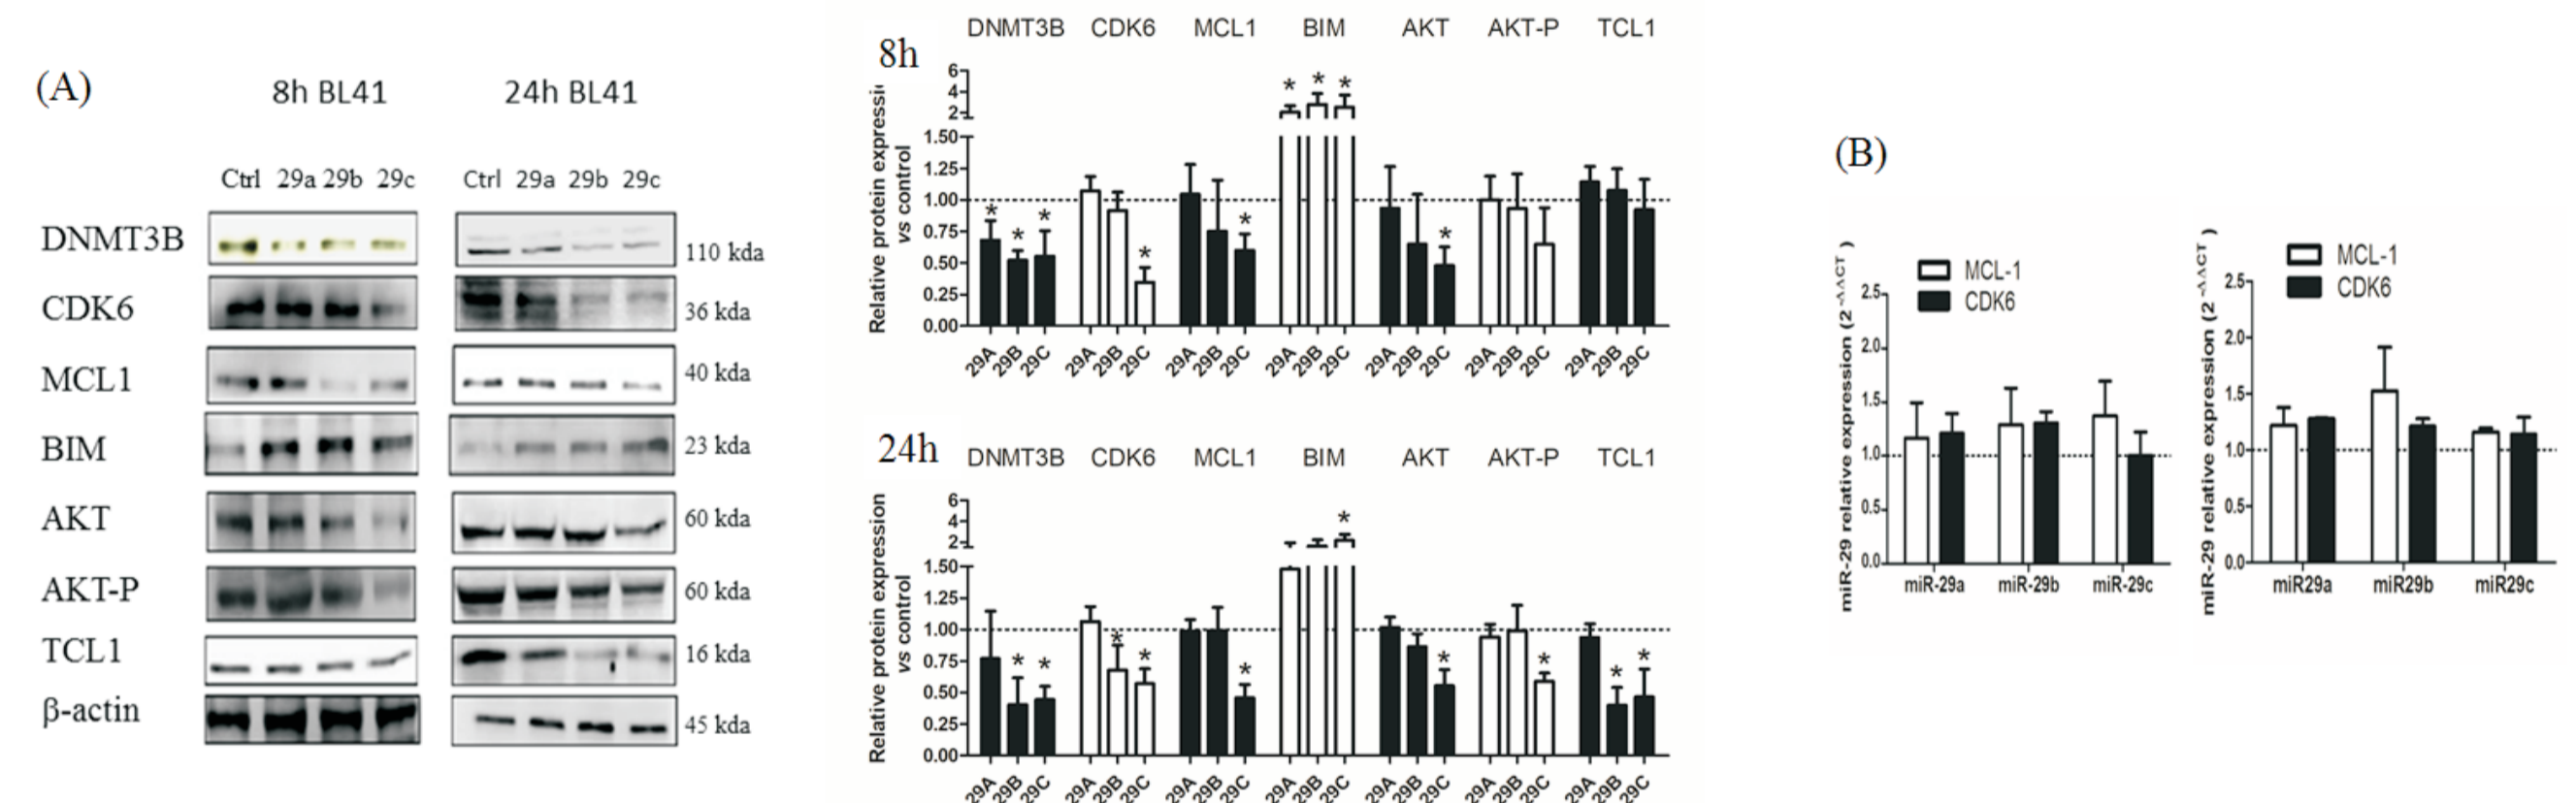 (A)
8h BL41
24h BL41
Ctrl 29a 29b 29c
Ctrl 29a 29b 29c
DNMT3B
110 kda
CDK6
36 kda
MCL1
40 kda
BIM
23 kda
AKT
60 kda
AKT-P
60 kda
TCL1
16 kda
β-actin
45 kda
8h
DNMT3B CDK6 MCL1 BIM AKT AKT-P TCL1
Relative protein expressi
vs control
6
4
2
1.50
1.25
1.00
0.75
0.50
0.25
0.00
* * * * * * * * *
29A 29B 29C 29A 29B 29C 29A 29B 29C 29A 29B 29C 29A 29B 29C 29A 29B 29C 29A 29B 29C
24h
DNMT3B CDK6 MCL1 BIM AKT AKT-P TCL1
Relative protein expression
vs control
6
4
2
1.50
1.25
1.00
0.75
0.50
0.25
0.00
* * * * * * * * * *
29A 29B 29C 29A 29B 29C 29A 29B 29C 29A 29B 29C 29A 29B 29C 29A 29B 29C 29A 29B 29C
(B)
miR-29 relative expression (2 -ΔΔCT )
MCL-1
CDK6
2.5
2.0
1.5
1.0
0.5
0.0
miR-29a miR-29b miR-29c
miR-29 relative expression (2 -ΔΔCT )
MCL-1
CDK6
2.5
2.0
1.5
1.0
0.5
0.0
miR29a miR29b miR29c